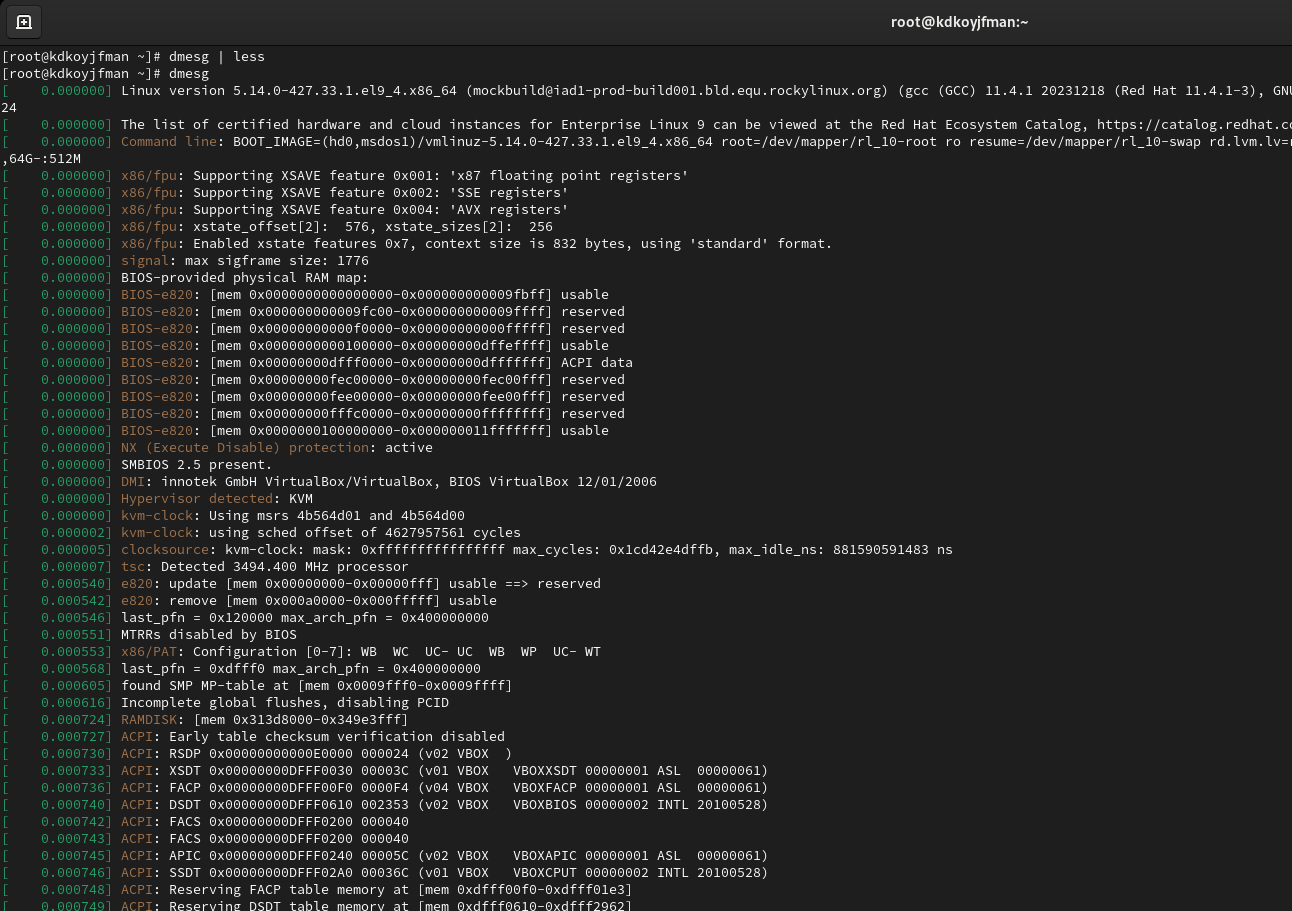 root@kdkoyjfman:~
[root@kdkoyjfman ~]# dmesg | less
[root@kdkoyjfman ~]# dmesg
[    0.000000] Linux version 5.14.0-427.33.1.el9_4.x86_64 (mockbuild@iad1-prod-build001.bld.equ.rockylinux.org) (gcc (GCC) 11.4.1 20231218 (Red Hat 11.4.1-3), GNU
24
[    0.000000] The list of certified hardware and cloud instances for Enterprise Linux 9 can be viewed at the Red Hat Ecosystem Catalog, https://catalog.redhat.co
[    0.000000] Command line: BOOT_IMAGE=(hd0,msdos1)/vmlinuz-5.14.0-427.33.1.el9_4.x86_64 root=/dev/mapper/rl_10-root ro resume=/dev/mapper/rl_10-swap rd.lvm.lv=r
,64G-:512M
[    0.000000] x86/fpu: Supporting XSAVE feature 0x001: 'x87 floating point registers'
[    0.000000] x86/fpu: Supporting XSAVE feature 0x002: 'SSE registers'
[    0.000000] x86/fpu: Supporting XSAVE feature 0x004: 'AVX registers'
[    0.000000] x86/fpu: xstate_offset[2]:  576, xstate_sizes[2]:  256
[    0.000000] x86/fpu: Enabled xstate features 0x7, context size is 832 bytes, using 'standard' format.
[    0.000000] signal: max sigframe size: 1776
[    0.000000] BIOS-provided physical RAM map:
[    0.000000] BIOS-e820: [mem 0x0000000000000000-0x000000000009fbff] usable
[    0.000000] BIOS-e820: [mem 0x000000000009fc00-0x000000000009ffff] reserved
[    0.000000] BIOS-e820: [mem 0x00000000000f0000-0x00000000000fffff] reserved
[    0.000000] BIOS-e820: [mem 0x0000000000100000-0x00000000dffeffff] usable
[    0.000000] BIOS-e820: [mem 0x00000000dfff0000-0x00000000dfffffff] ACPI data
[    0.000000] BIOS-e820: [mem 0x00000000fec00000-0x00000000fec00fff] reserved
[    0.000000] BIOS-e820: [mem 0x00000000fee00000-0x00000000fee00fff] reserved
[    0.000000] BIOS-e820: [mem 0x00000000fffc0000-0x00000000ffffffff] reserved
[    0.000000] BIOS-e820: [mem 0x0000000100000000-0x000000011fffffff] usable
[    0.000000] NX (Execute Disable) protection: active
[    0.000000] SMBIOS 2.5 present.
[    0.000000] DMI: innotek GmbH VirtualBox/VirtualBox, BIOS VirtualBox 12/01/2006
[    0.000000] Hypervisor detected: KVM
[    0.000000] kvm-clock: Using msrs 4b564d01 and 4b564d00
[    0.000002] kvm-clock: using sched offset of 4627957561 cycles
[    0.000005] clocksource: kvm-clock: mask: 0xffffffffffffffff max_cycles: 0x1cd42e4dffb, max_idle_ns: 881590591483 ns
[    0.000007] tsc: Detected 3494.400 MHz processor
[    0.000540] e820: update [mem 0x00000000-0x00000fff] usable ==> reserved
[    0.000542] e820: remove [mem 0x000a0000-0x000fffff] usable
[    0.000546] last_pfn = 0x120000 max_arch_pfn = 0x400000000
[    0.000551] MTRRs disabled by BIOS
[    0.000553] x86/PAT: Configuration [0-7]: WB  WC  UC- UC  WB  WP  UC- WT
[    0.000568] last_pfn = 0xdfff0 max_arch_pfn = 0x400000000
[    0.000605] found SMP MP-table at [mem 0x0009fff0-0x0009ffff]
[    0.000616] Incomplete global flushes, disabling PCID
[    0.000724] RAMDISK: [mem 0x313d8000-0x349e3fff]
[    0.000727] ACPI: Early table checksum verification disabled
[    0.000730] ACPI: RSDP 0x00000000000E0000 000024 (v02 VBOX  )
[    0.000733] ACPI: XSDT 0x00000000DFFF0030 00003C (v01 VBOX   VBOXXSDT 00000001 ASL  00000061)
[    0.000736] ACPI: FACP 0x00000000DFFF00F0 0000F4 (v04 VBOX   VBOXFACP 00000001 ASL  00000061)
[    0.000740] ACPI: DSDT 0x00000000DFFF0610 002353 (v02 VBOX   VBOXBIOS 00000002 INTL 20100528)
[    0.000742] ACPI: FACS 0x00000000DFFF0200 000040
[    0.000743] ACPI: FACS 0x00000000DFFF0200 000040
[    0.000745] ACPI: APIC 0x00000000DFFF0240 00005C (v02 VBOX   VBOXAPIC 00000001 ASL  00000061)
[    0.000746] ACPI: SSDT 0x00000000DFFF02A0 00036C (v01 VBOX   VBOXCPUT 00000002 INTL 20100528)
[    0.000748] ACPI: Reserving FACP table memory at [mem 0xdfff00f0-0xdfff01e3]
[    0.000749] ACPI: Reserving DSDT table memory at [mem 0xdfff0610-0xdfff2962]